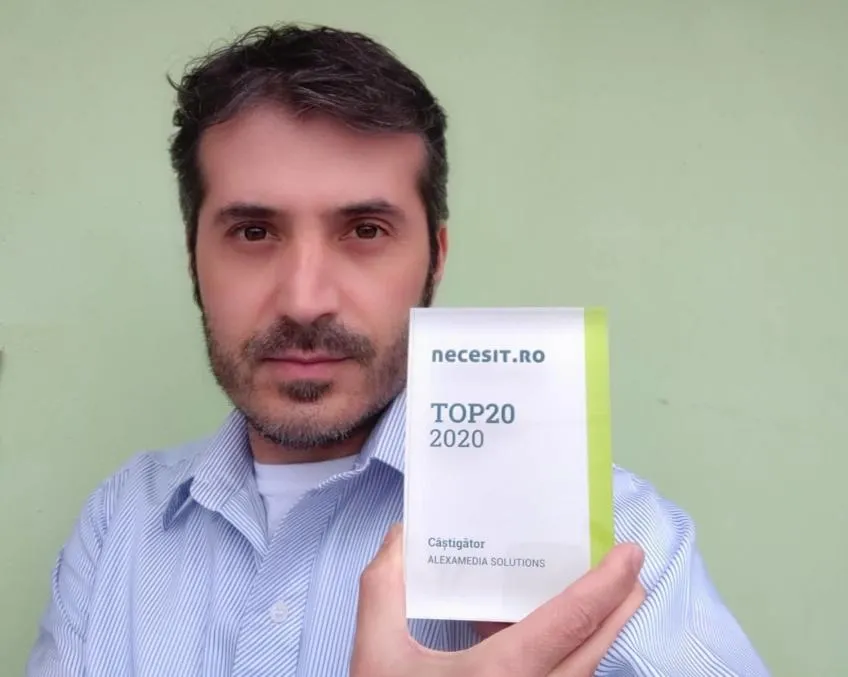 necesit.ro
TOP20
2020
Câștigător
ALEXAMEDIA SOLUTIONS